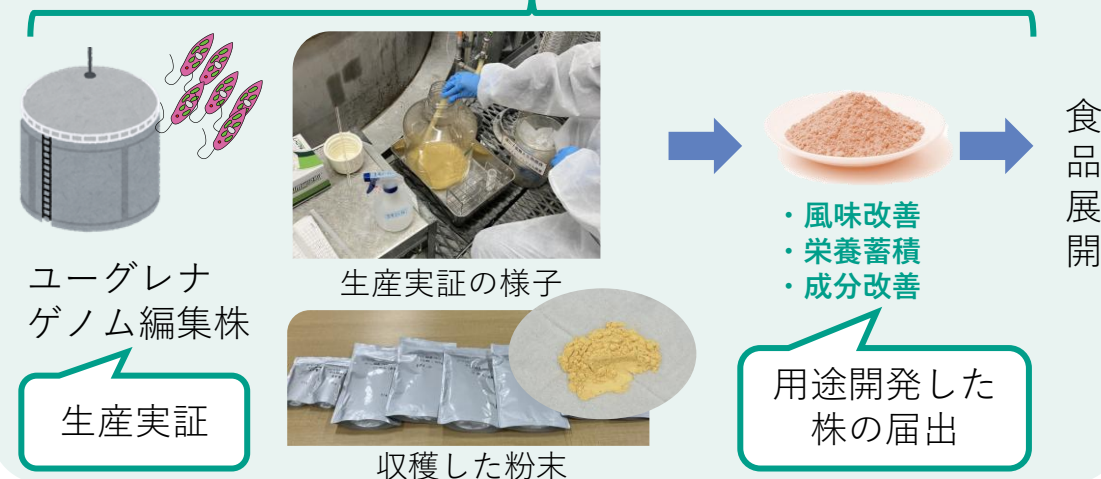 ユーグレナ
ゲノム編集株
生産実証
生産実証の様子
収穫した粉末
・風味改善
・栄養蓄積
・成分改善
用途開発した
株の届出
食品展開